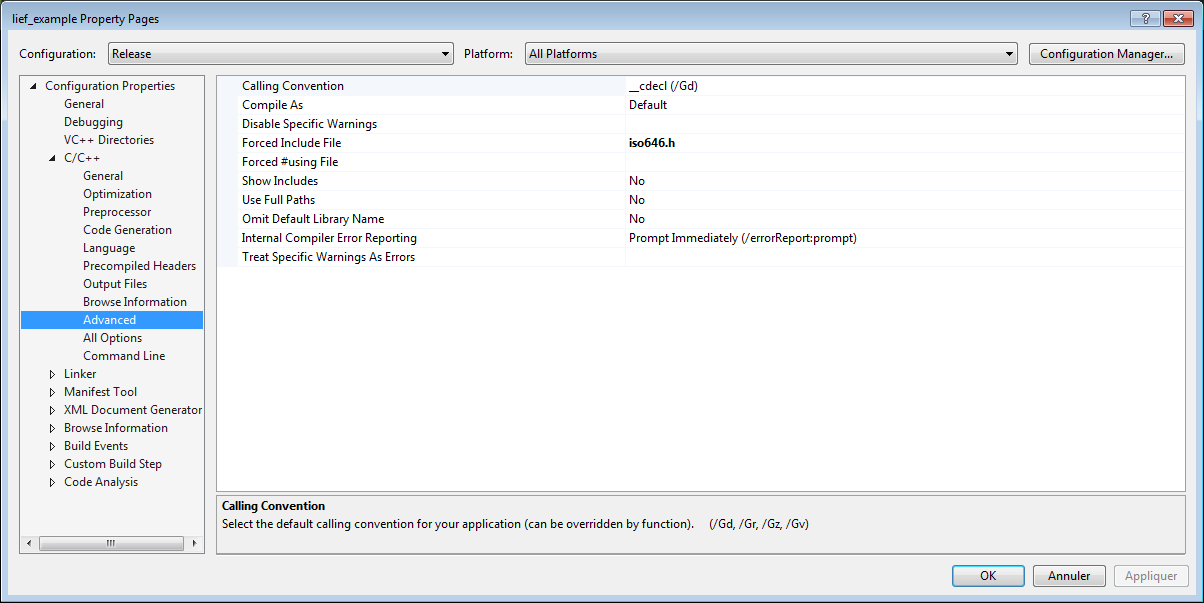 lief_example Property Pages
Configuration: Release Platform: All Platforms Configuration Manager...
Configuration Properties
General
Debugging
VC++ Directories
C/C++
General
Optimization
Preprocessor
Code Generation
Language
Precompiled Headers
Output Files
Browse Information
Advanced
All Options
Command Line
Linker
Manifest Tool
XML Document Generator
Browse Information
Build Events
Custom Build Step
Code Analysis
Calling Convention __cdecl (/Gd)
Compile As Default
Disable Specific Warnings
Forced Include File iso646.h
Forced #using File
Show Includes No
Use Full Paths No
Omit Default Library Name No
Internal Compiler Error Reporting Prompt Immediately (/errorReport:prompt)
Treat Specific Warnings As Errors
Calling Convention
Select the default calling convention for your application (can be overridden by function). (/Gd, /Gr, /Gz, /Gv)
OK Annuler Appliquer